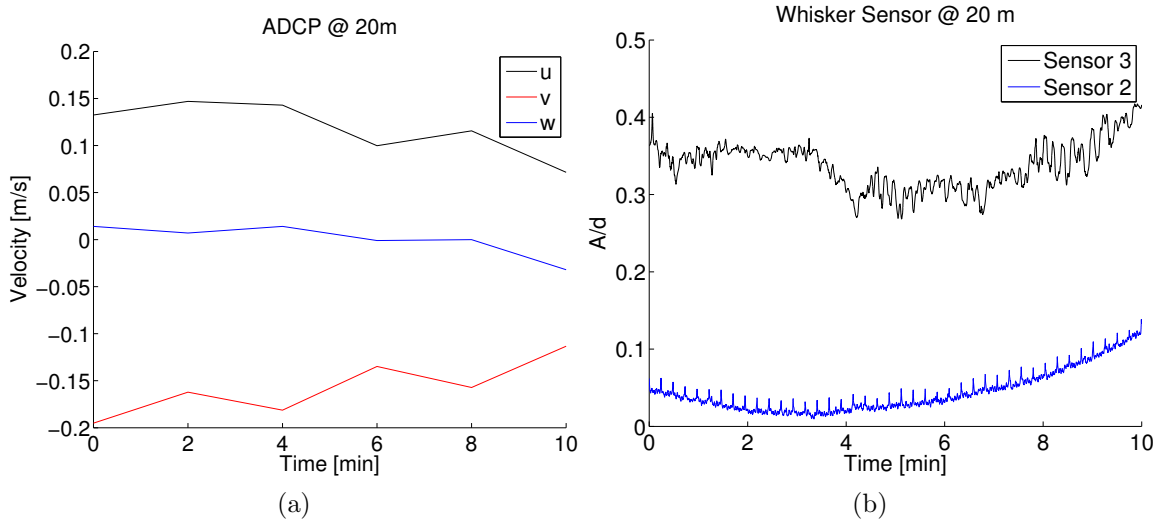 ADCP @ 20m
Velocity [m/s]
0.2
0.15
0.1
0.05
0
−0.05
−0.1
−0.15
−0.2
u
v
w
0 2 4 6 8 10
Time [min]
(a)
Whisker Sensor @ 20 m
A/d
0.5
0.4
0.3
0.2
0.1
0
Sensor 3
Sensor 2
0 2 4 6 8 10
Time [min]
(b)